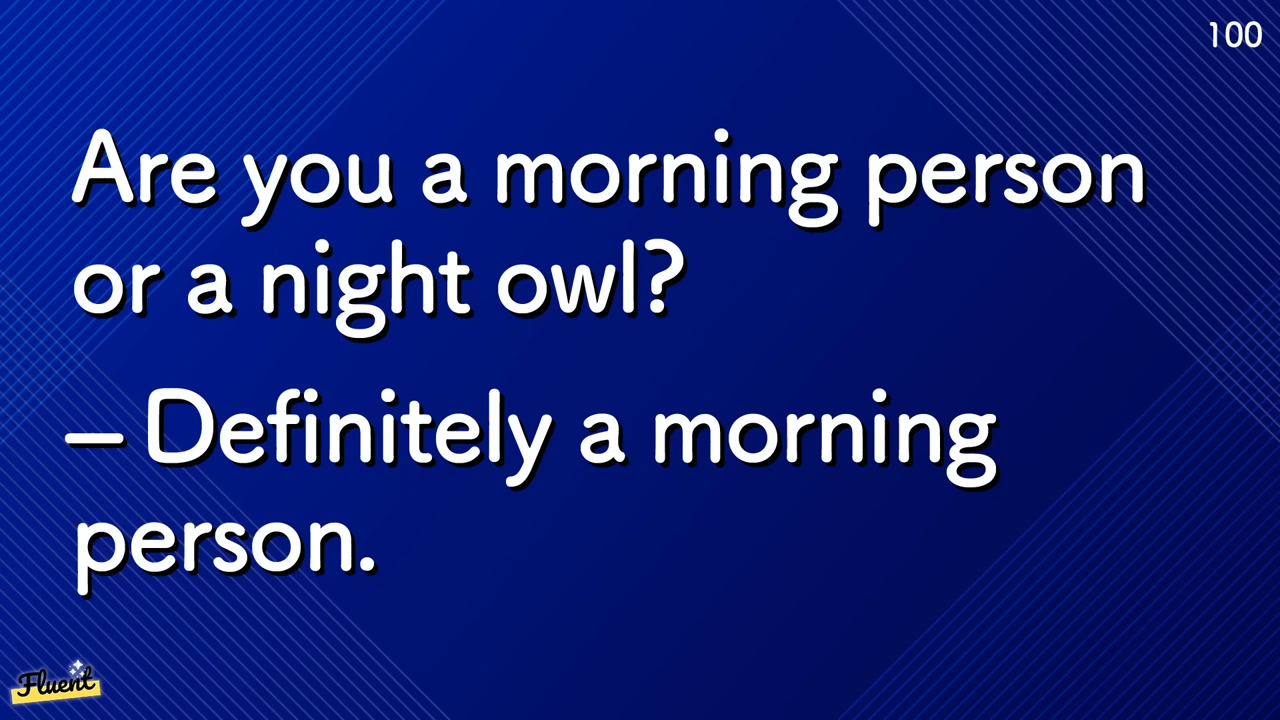 100
Are you a morning person
or a night owl?
– Definitely a morning
person.
Fluent